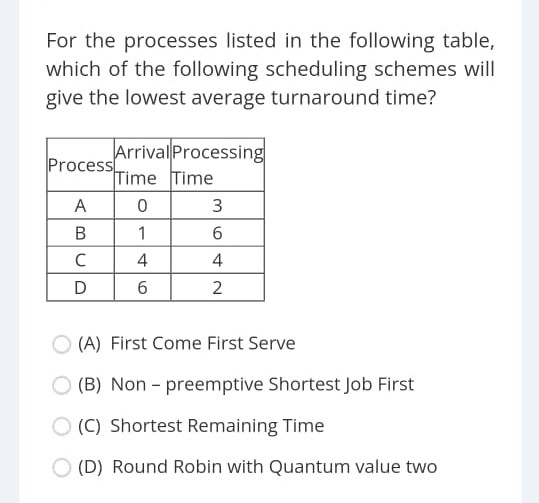 For the processes listed in the following table,
which of the following scheduling schemes will
give the lowest average turnaround time?
Process Arrival Time Processing Time
A 0 3
B 1 6
C 4 4
D 6 2
(A) First Come First Serve
(B) Non – preemptive Shortest Job First
(C) Shortest Remaining Time
(D) Round Robin with Quantum value two